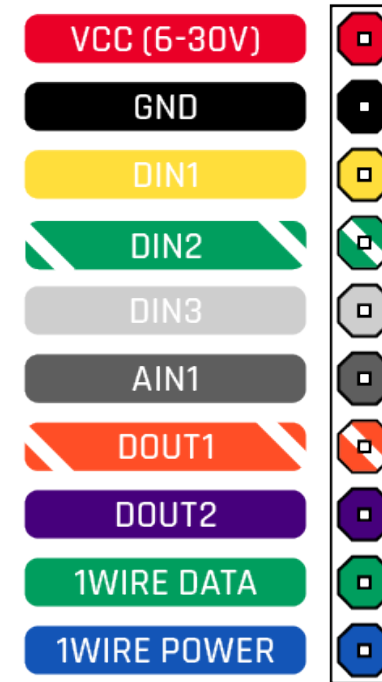 VCC (6-30V)
GND
DIN1
DIN2
DIN3
AIN1
DOUT1
DOUT2
1WIRE DATA
1WIRE POWER